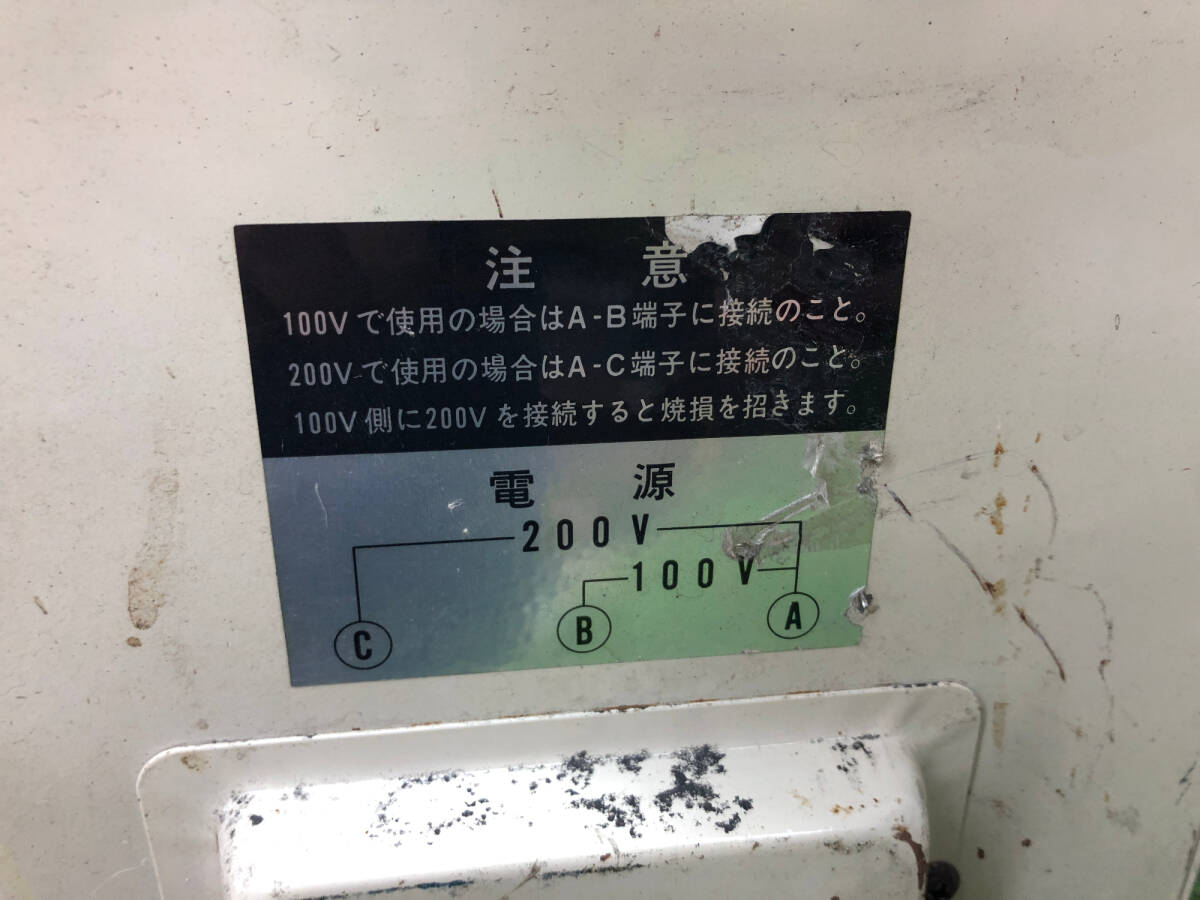 注意
100Vで使用の場合はA-B端子に接続のこと。
200Vで使用の場合はA-C端子に接続のこと。
100V側に200Vを接続すると焼損を招きます。
電源
200V
100V
C B A